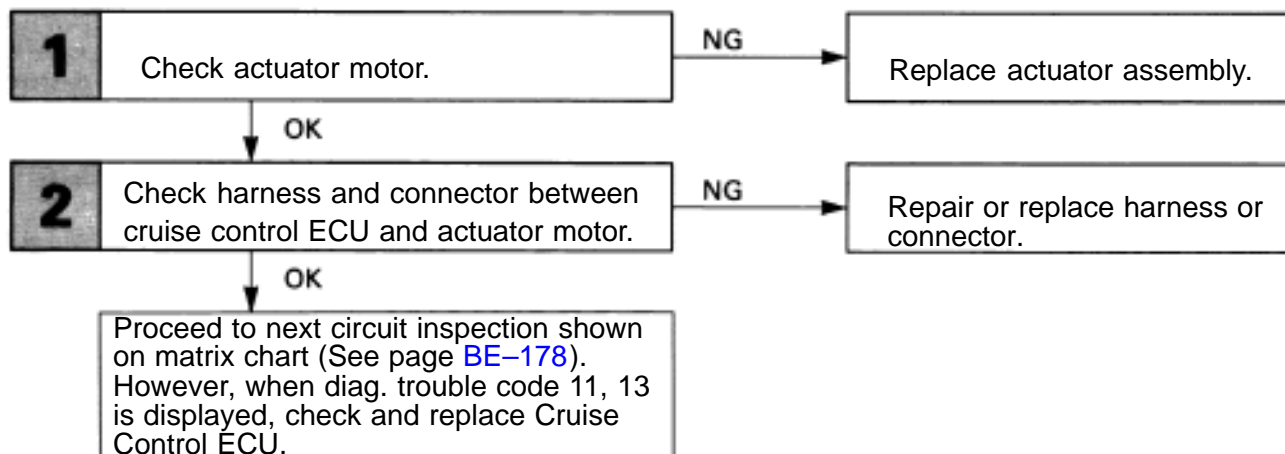 1
Check actuator motor.
NG
Replace actuator assembly.
OK
2
Check harness and connector between
cruise control ECU and actuator motor.
NG
Repair or replace harness or
connector.
OK
Proceed to next circuit inspection shown
on matrix chart (See page BE–178).
However, when diag. trouble code 11, 13
is displayed, check and replace Cruise
Control ECU.